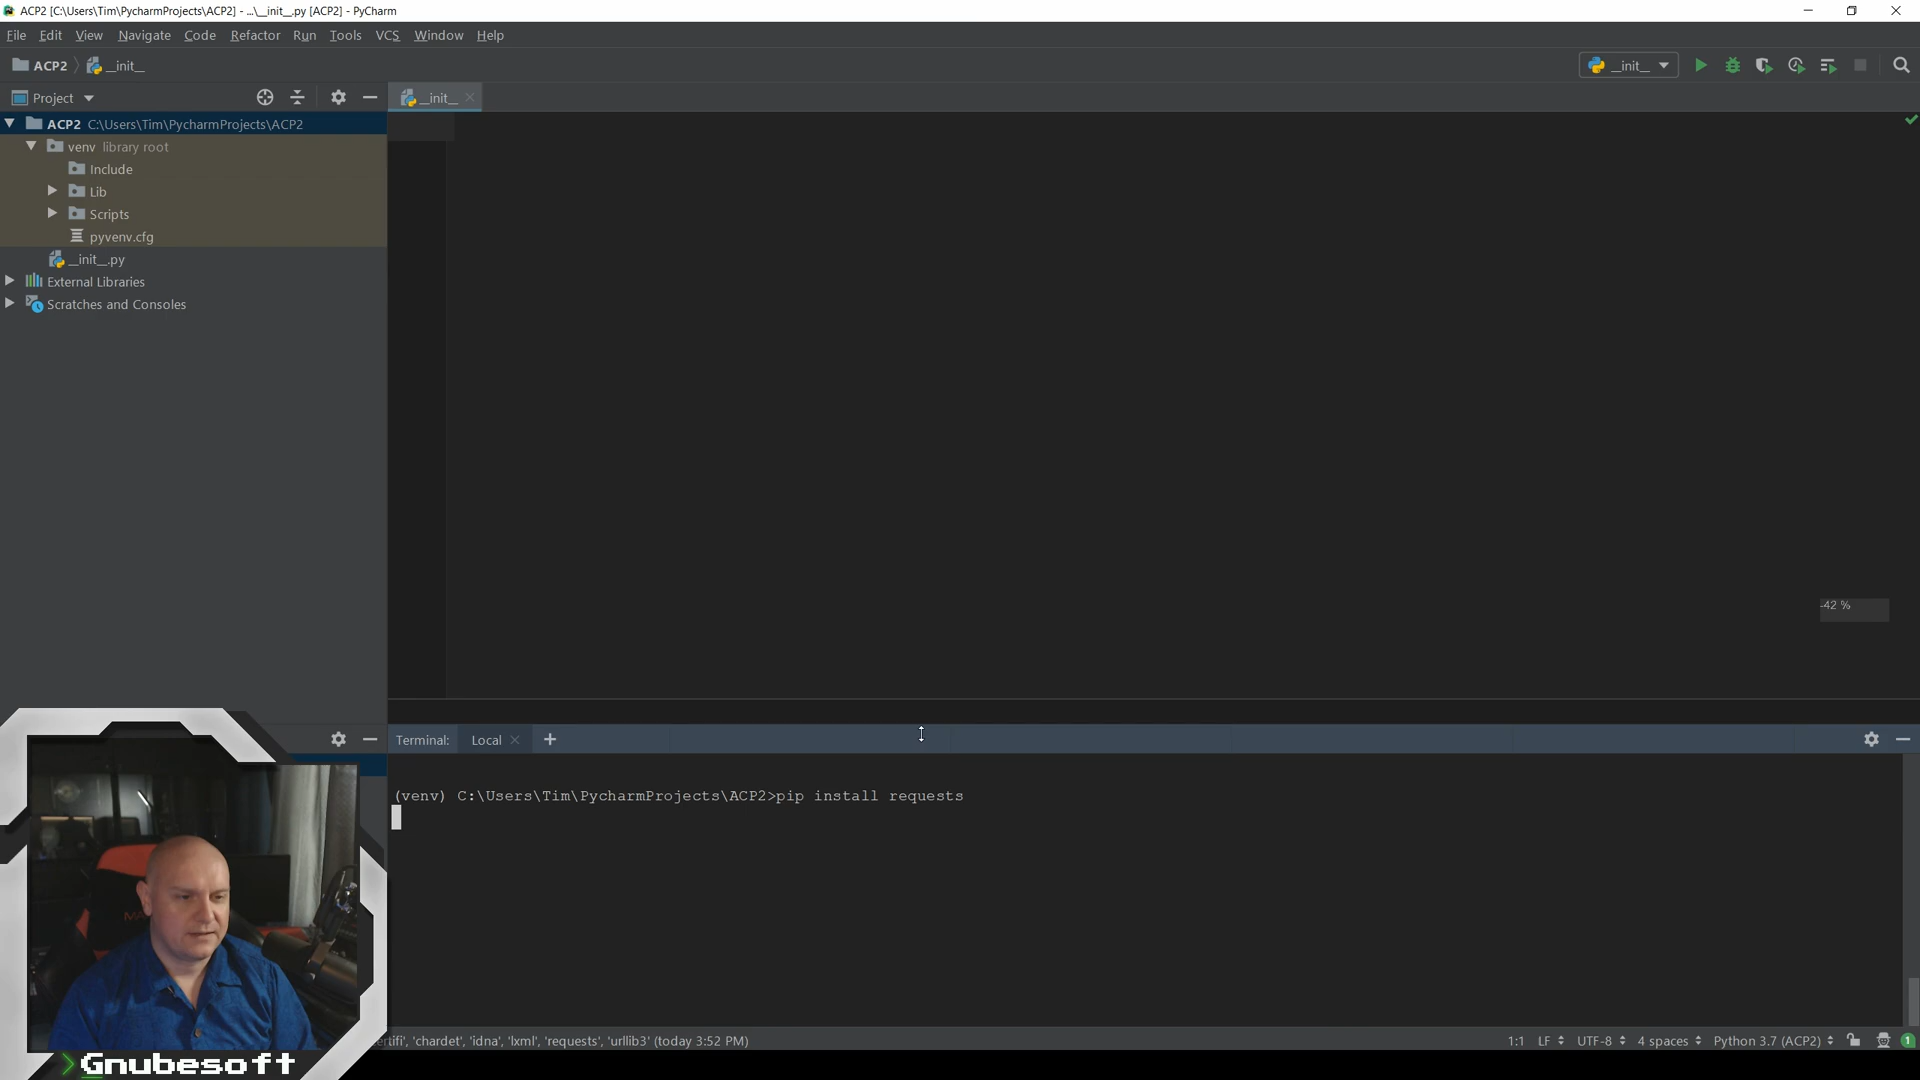 ACP2 [C:\Users\Tim\PycharmProjects\ACP2] - ...\__init__.py [ACP2] - PyCharm
File Edit View Navigate Code Refactor Run Tools VCS Window Help
ACP2 __init__
__init__
Project
__init__
ACP2 C:\Users\Tim\PycharmProjects\ACP2
venv library root
Include
Lib
Scripts
pyvenv.cfg
__init__.py
External Libraries
Scratches and Consoles
-42 %
Terminal: Local
(venv) C:\Users\Tim\PycharmProjects\ACP2>pip install requests
ertifi', 'chardet', 'idna', 'lxml', 'requests', 'urllib3' (today 3:52 PM)
1:1 LF UTF-8 4 spaces Python 3.7 (ACP2) 1
>Gnubesoft